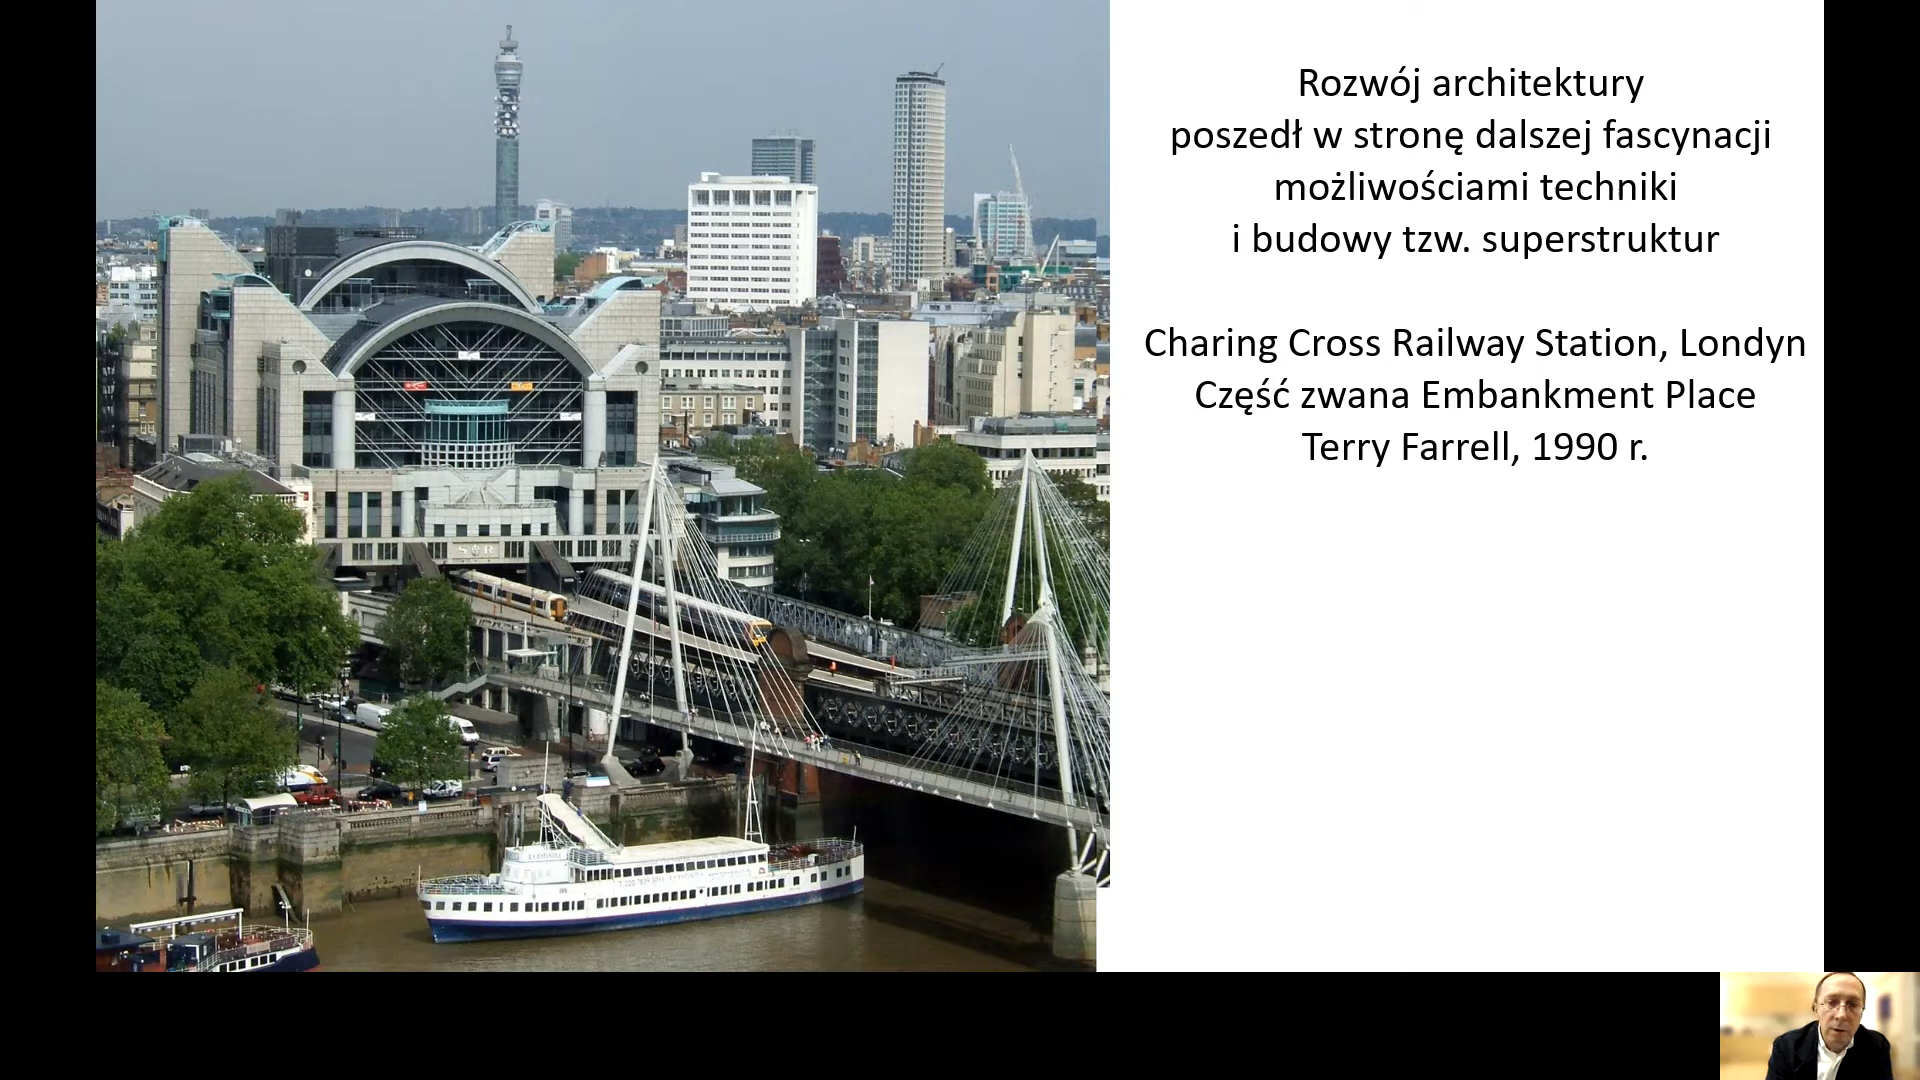 Rozwój architektury
poszedł w stronę dalszej fascynacji
możliwościami techniki
i budowy tzw. superstruktur
Charing Cross Railway Station, Londyn
Część zwana Embankment Place
Terry Farrell, 1990 r.